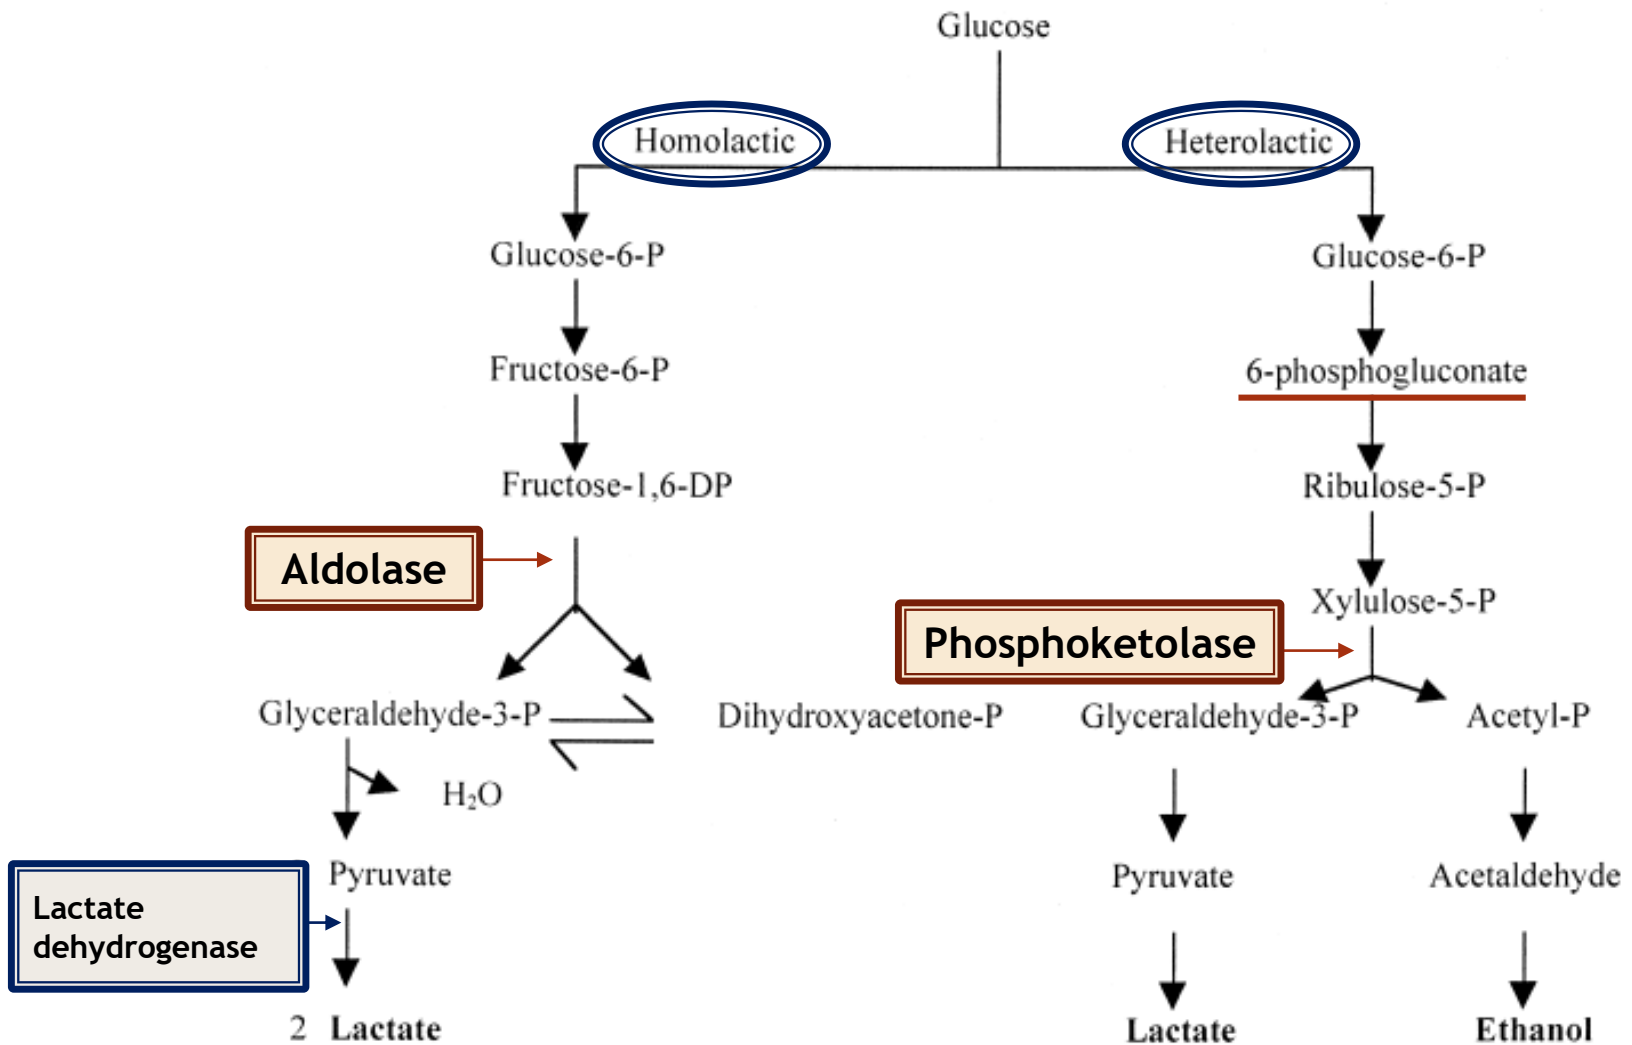 Glucose
Homolactic
Heterolactic
Glucose-6-P
Glucose-6-P
Fructose-6-P
6-phosphogluconate
Fructose-1,6-DP
Ribulose-5-P
Aldolase
Xylulose-5-P
Phosphoketolase
Glyceraldehyde-3-P
Dihydroxyacetone-P
Glyceraldehyde-3-P
Acetyl-P
H₂O
Pyruvate
Pyruvate
Acetaldehyde
Lactate
dehydrogenase
2 Lactate
Lactate
Ethanol